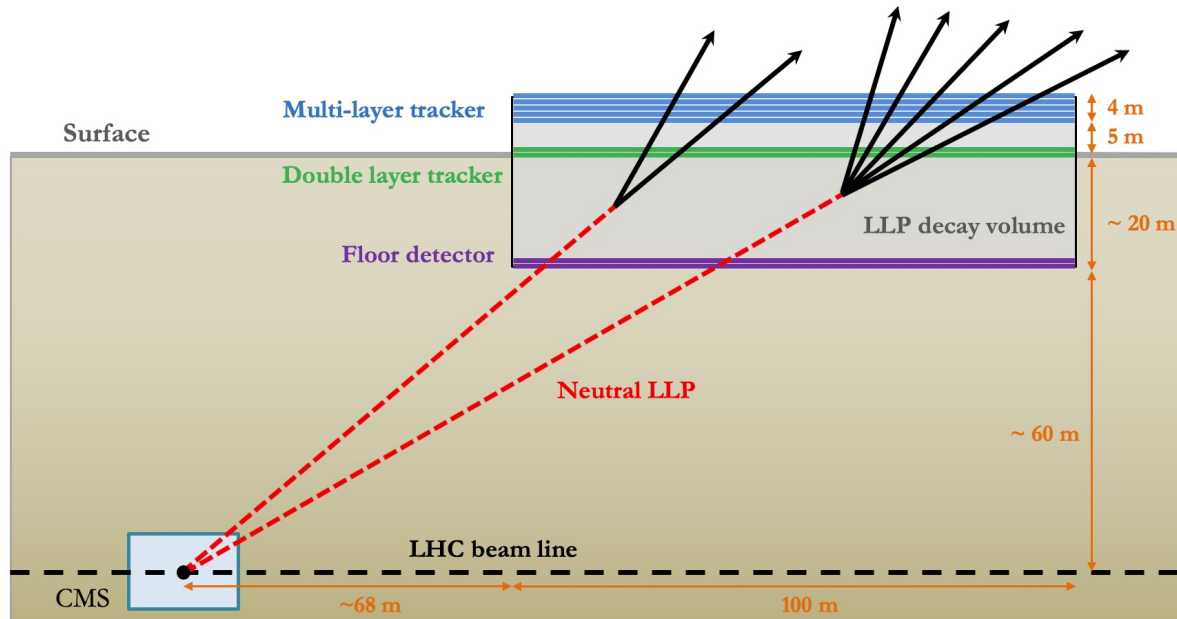 Multi-layer tracker
4 m
Surface
5 m
Double layer tracker
LLP decay volume
~ 20 m
Floor detector
Neutral LLP
~ 60 m
LHC beam line
CMS
~68 m
100 m